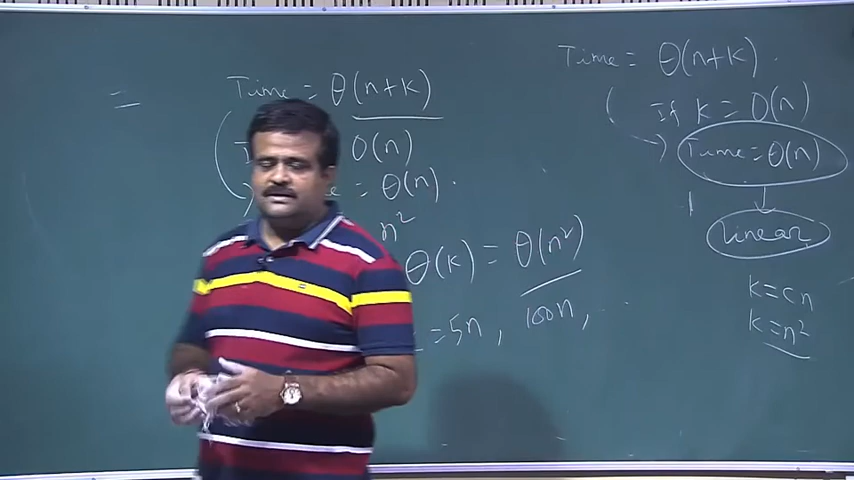 =
Time = θ(n+k)
O(n)
= θ(n).
n²
θ(k) = θ(n²)
= 5n, 100n, ...
Time = θ(n+k).
if k = O(n)
Time = θ(n)
↓
Linear
k = cn
k = n²